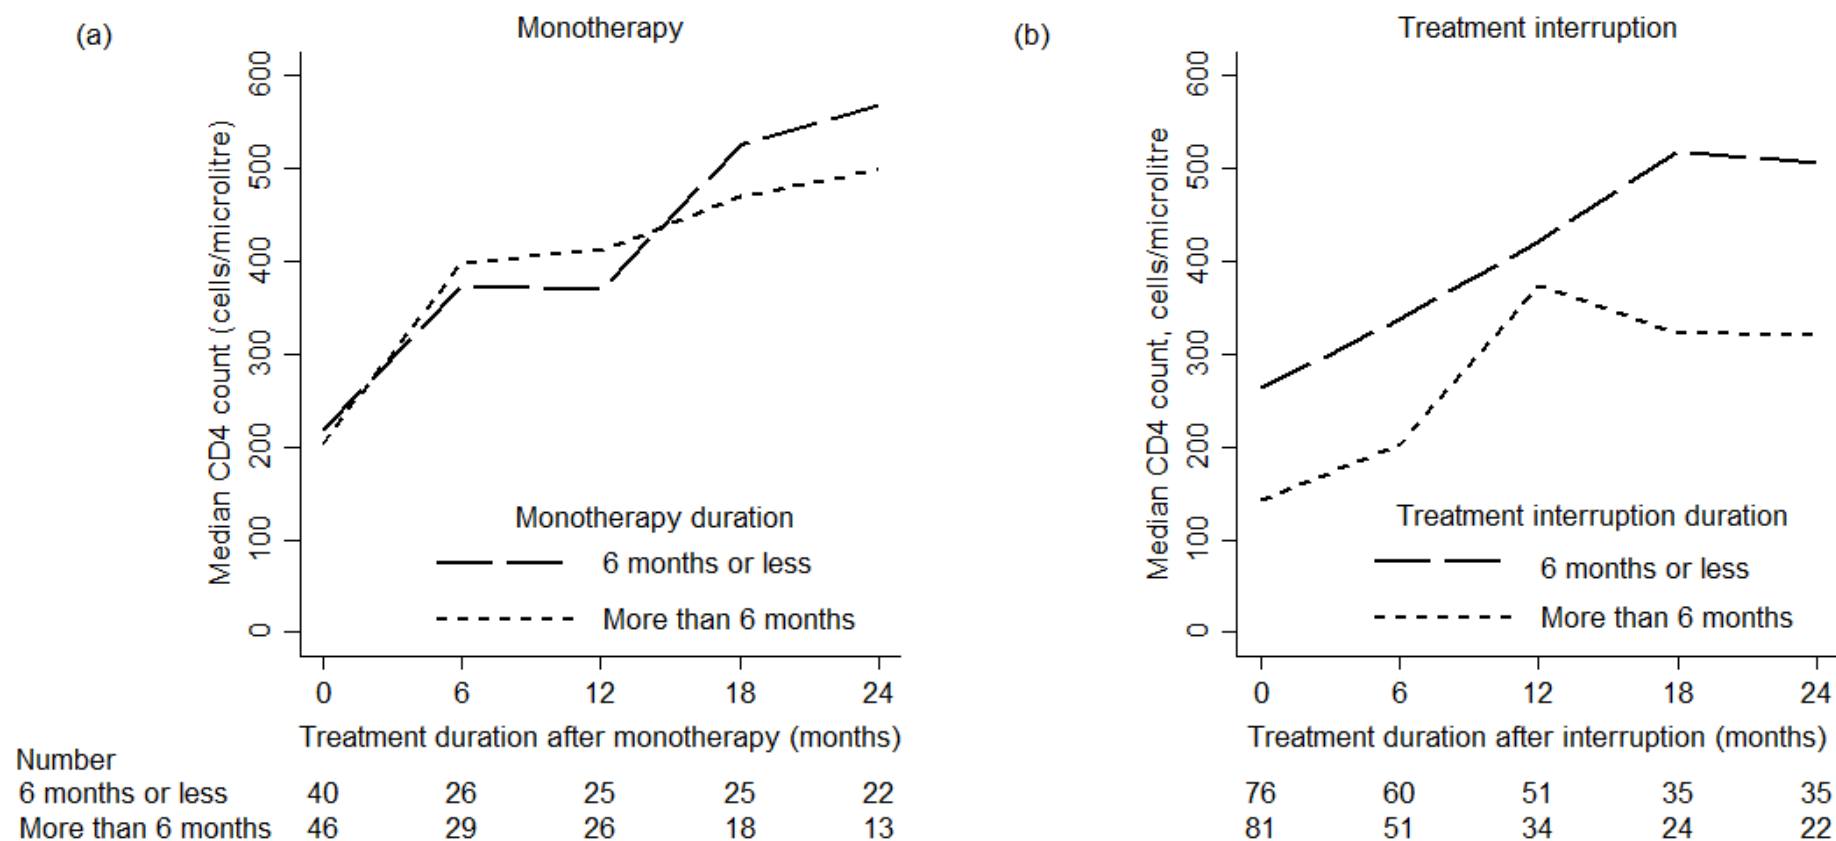 (a)
Monotherapy
Median CD4 count (cells/microlitre)
600
500
400
300
200
100
0
Monotherapy duration
6 months or less
More than 6 months
0 6 12 18 24
Treatment duration after monotherapy (months)
(b)
Treatment interruption
Median CD4 count, cells/microlitre
600
500
400
300
200
100
0
Treatment interruption duration
6 months or less
More than 6 months
0 6 12 18 24
Treatment duration after interruption (months)
Number
6 months or less 40 26 25 25 22 76 60 51 35 35
More than 6 months 46 29 26 18 13 81 51 34 24 22